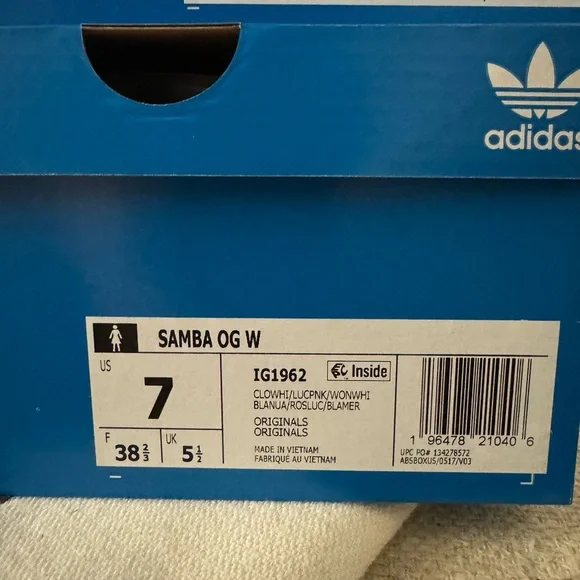 adidas
SAMBA OG W
US
7
F
38 2/3
UK
5 1/2
IG1962
Inside
CLOWHI/LUCPNK/WONWHI
BLANUA/ROSLUC/BLAMER
ORIGINALS
ORIGINALS
MADE IN VIETNAM
FABRIQUÉ AU VIETNAM
1 96478 21040 6
UPC PO# 134278572
ABSBOXUS/0517/V03